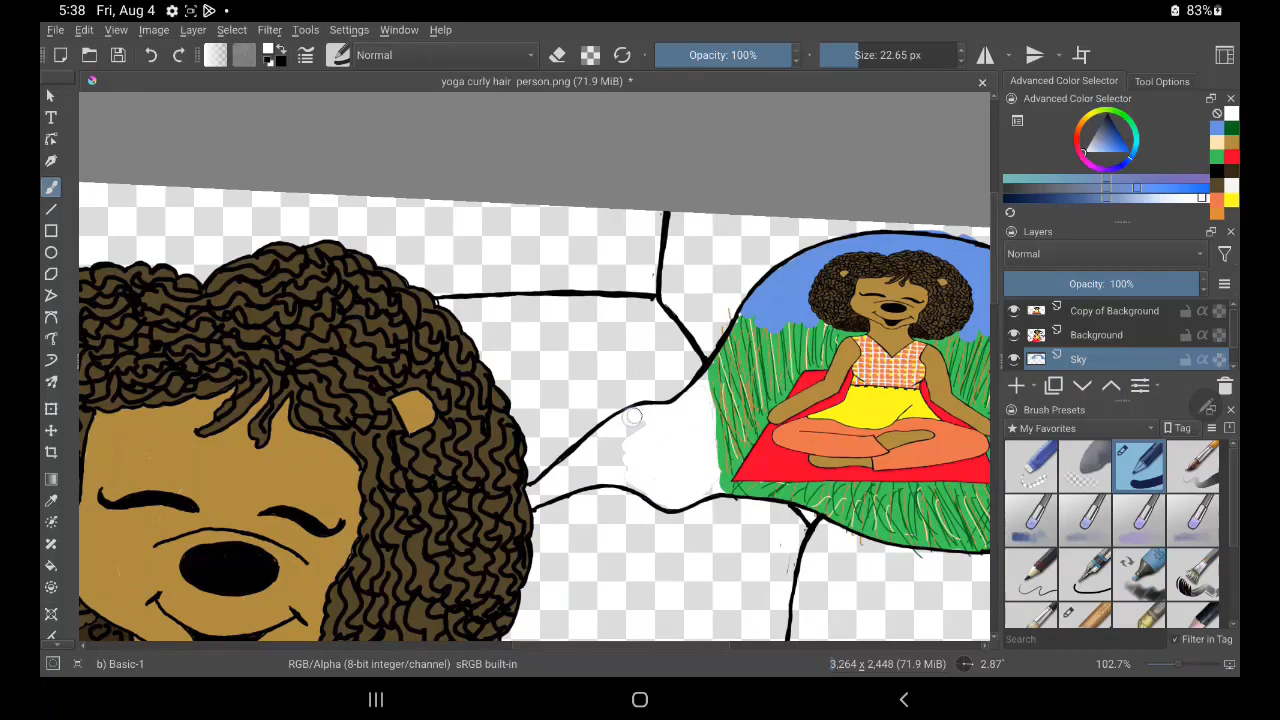 5:38 Fri, Aug 4
83%
File Edit View Image Layer Select Filter Tools Settings Window Help
Normal
Opacity: 100%
Size: 22.65 px
yoga curly hair person.png (71.9 MiB) *
Advanced Color Selector
Tool Options
Advanced Color Selector
Layers
Normal
Opacity: 100%
Copy of Background
Background
Sky
Brush Presets
My Favorites
Tag
Search
Filter in Tag
b) Basic-1
RGB/Alpha (8-bit integer/channel) sRGB built-in
3,264 x 2,448 (71.9 MiB)
2.87°
102.7%